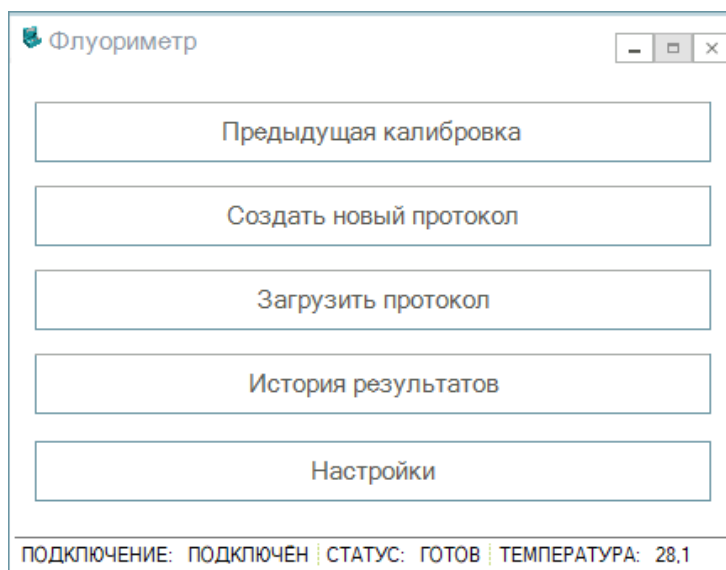 Флуориметр
Предыдущая калибровка
Создать новый протокол
Загрузить протокол
История результатов
Настройки
ПОДКЛЮЧЕНИЕ: ПОДКЛЮЧЁН СТАТУС: ГОТОВ ТЕМПЕРАТУРА: 28,1